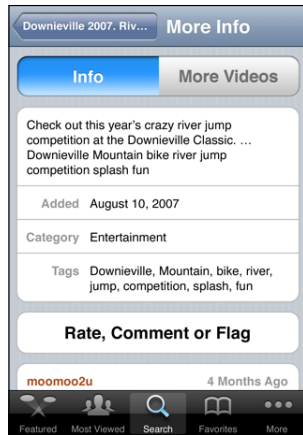 Downieville 2007. Riv... More Info
Info More Videos
Check out this year's crazy river jump
competition at the Downieville Classic. ...
Downieville Mountain bike river jump
competition splash fun
Added August 10, 2007
Category Entertainment
Tags Downieville, Mountain, bike, river,
jump, competition, splash, fun
Rate, Comment or Flag
moomoo2u 4 Months Ago
Featured Most Viewed Search Favorites More